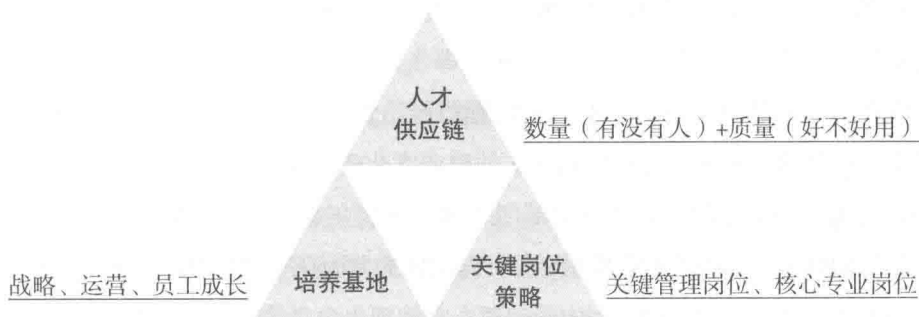 人才
供应链
数量（有没有人）+质量（好不好用）
战略、运营、员工成长
培养基地
关键岗位
策略
关键管理岗位、核心专业岗位